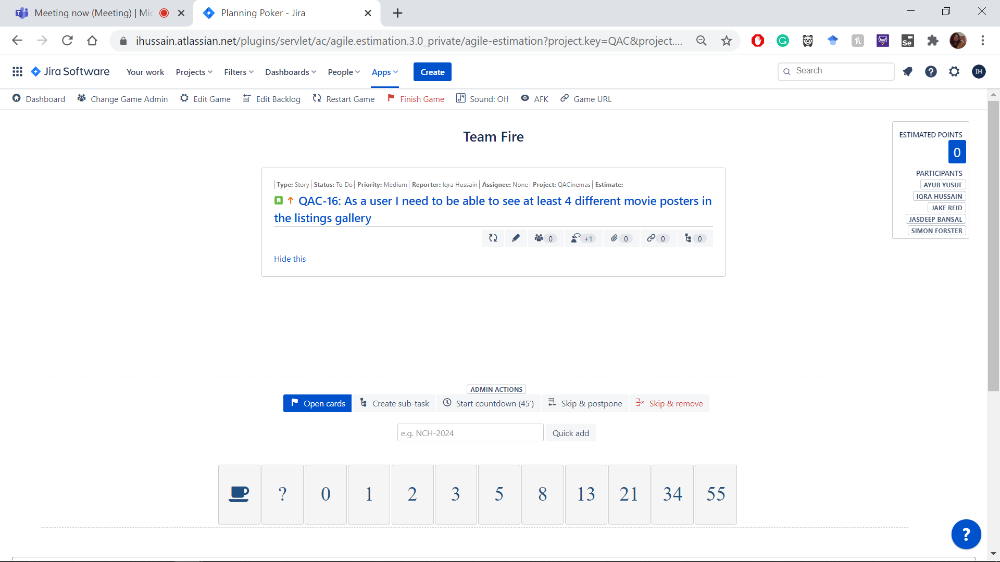 Meeting now (Meeting) | Mic
Planning Poker - Jira
ihussain.atlassian.net/plugins/servlet/ac/agile.estimation.3.0_private/agile-estimation?project.key=QAC&project....
Jira Software
Your work
Projects
Filters
Dashboards
People
Apps
Create
Search
IH
Dashboard
Change Game Admin
Edit Game
Edit Backlog
Restart Game
Finish Game
Sound: Off
AFK
Game URL
Team Fire
ESTIMATED POINTS
0
PARTICIPANTS
AYUB YUSUF
IQRA HUSSAIN
JAKE REID
JASDEEP BANSAL
SIMON FORSTER
Type: Story Status: To Do Priority: Medium Reporter: Iqra Hussain Assignee: None Project: QACinemas Estimate:
QAC-16: As a user I need to be able to see at least 4 different movie posters in
the listings gallery
0 +1 0 0 0
Hide this
ADMIN ACTIONS
Open cards
Create sub-task
Start countdown (45')
Skip & postpone
Skip & remove
e.g. NCH-2024
Quick add
? 0 1 2 3 5 8 13 21 34 55
?